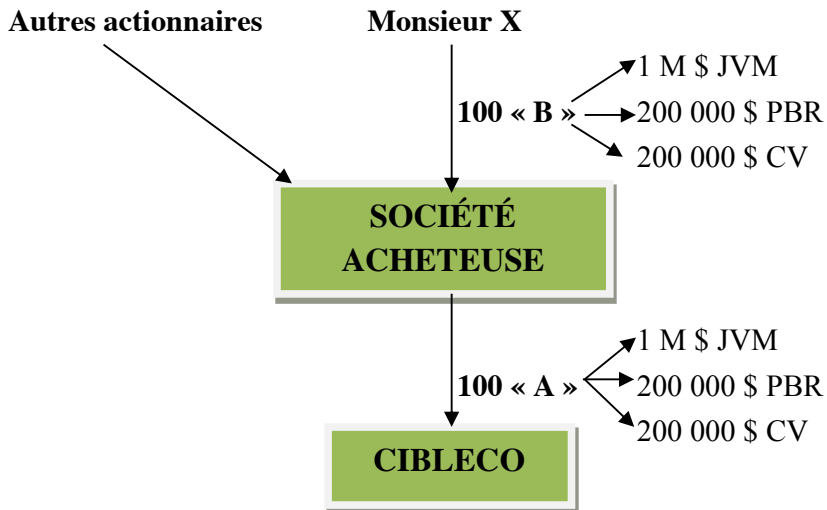 Autres actionnaires
Monsieur X
1 M $ JVM
100 « B »
200 000 $ PBR
200 000 $ CV
SOCIÉTÉ
ACHETEUSE
1 M $ JVM
100 « A »
200 000 $ PBR
200 000 $ CV
CIBLECO